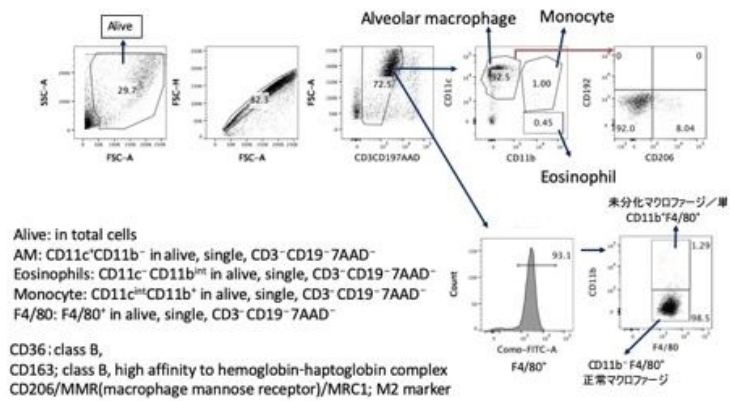 Alveolar macrophage
Monocyte
Alive
29.7
SSC-A
FSC-A
82.3
FSC-H
FSC-A
72.5
FSC-A
CD3CD197AAD
92.5
1.00
0.45
CD11c
CD11b
0
0
92.0
8.04
CD192
CD206
Eosinophil
未分化マクロファージ/単
CD11b⁺F4/80⁺
Alive: in total cells
AM: CD11c⁺CD11b⁻ in alive, single, CD3⁻CD19⁻7AAD⁻
Eosinophils: CD11c⁻ CD11bⁱⁿᵗ in alive, single, CD3⁻CD19⁻7AAD⁻
Monocyte: CD11cⁱⁿᵗCD11b⁺ in alive, single, CD3⁻ CD19⁻7AAD⁻
F4/80: F4/80⁺ in alive, single, CD3⁻ CD19⁻7AAD⁻
93.1
Count
Comp-FITC-A
F4/80⁺
1.29
98.5
CD11b
F4/80
CD11b⁻ F4/80⁺
正常マクロファージ
CD36: class B,
CD163; class B, high affinity to hemoglobin-haptoglobin complex
CD206/MMR(macrophage mannose receptor)/MRC1; M2 marker